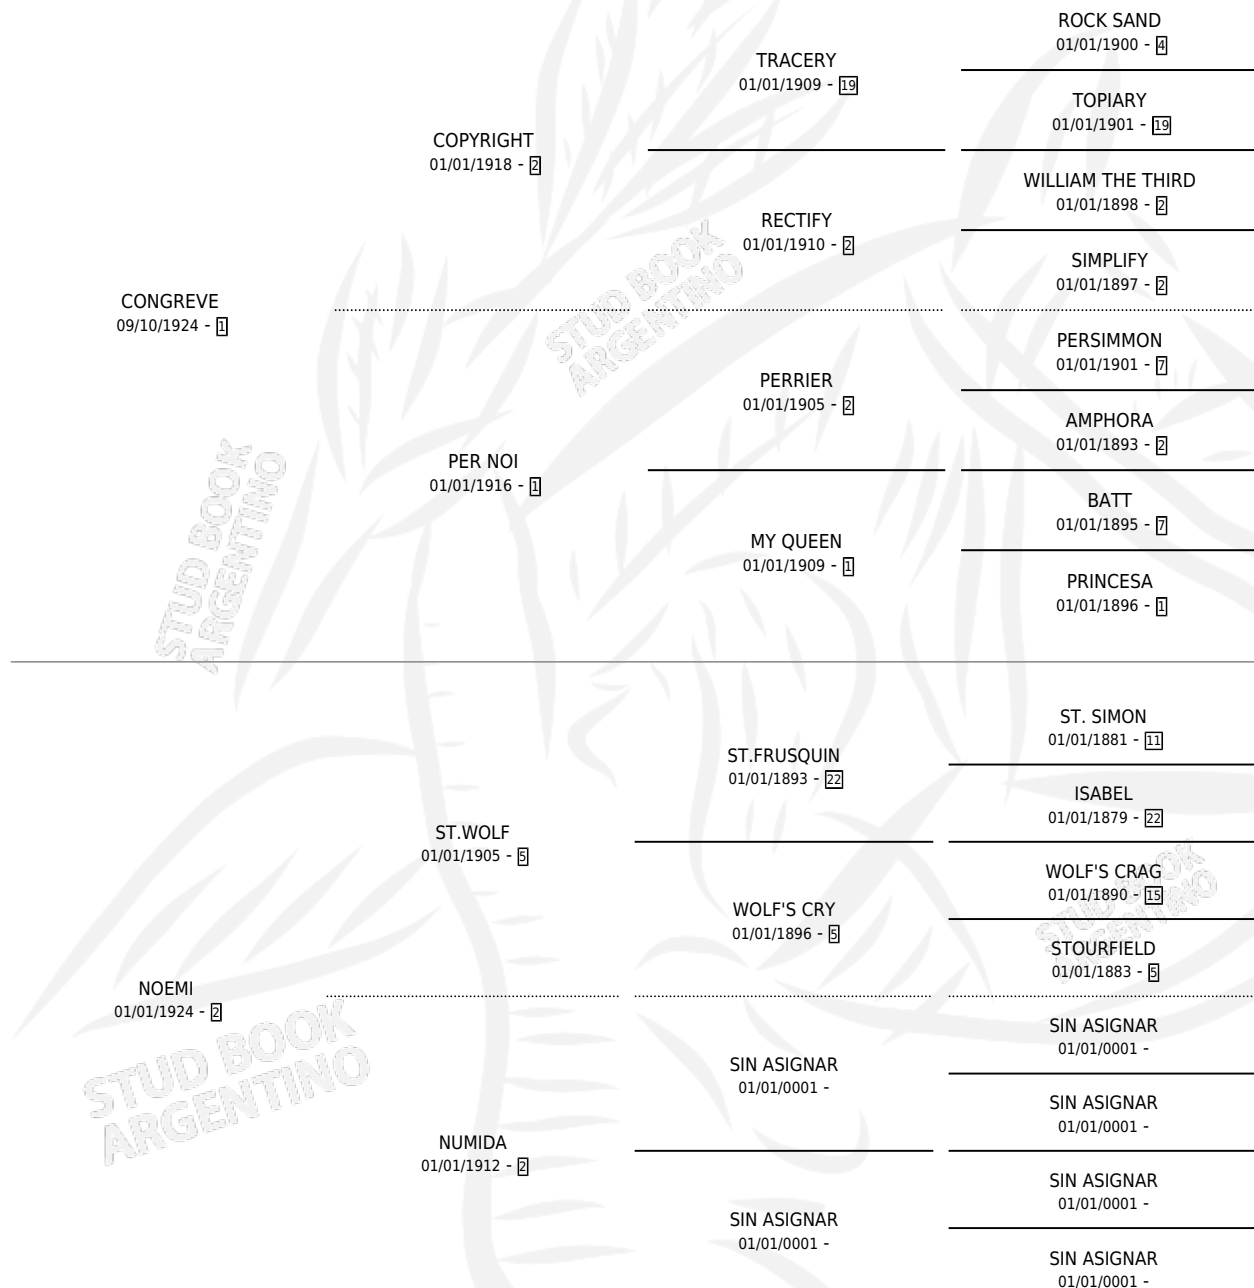 ROCK SAND
01/01/1900 - 4
TRACERY
01/01/1909 - 19
TOPIARY
01/01/1901 - 19
COPYRIGHT
01/01/1918 - 2
WILLIAM THE THIRD
01/01/1898 - 2
RECTIFY
01/01/1910 - 2
SIMPLIFY
01/01/1897 - 2
CONGREVE
09/10/1924 - 1
PERSIMMON
01/01/1901 - 7
PERRIER
01/01/1905 - 2
AMPHORA
01/01/1893 - 2
PER NOI
01/01/1916 - 1
BATT
01/01/1895 - 7
MY QUEEN
01/01/1909 - 1
PRINCESA
01/01/1896 - 1
STUD BOOK
ARGENTINO
STUD BOOK
ARGENTINO
ST. SIMON
01/01/1881 - 11
ST.FRUSQUIN
01/01/1893 - 22
ISABEL
01/01/1879 - 22
ST.WOLF
01/01/1905 - 5
WOLF'S CRAG
01/01/1890 - 15
WOLF'S CRY
01/01/1896 - 5
STOURFIELD
01/01/1883 - 5
NOEMI
01/01/1924 - 2
SIN ASIGNAR
01/01/0001 -
SIN ASIGNAR
01/01/0001 -
SIN ASIGNAR
01/01/0001 -
NUMIDA
01/01/1912 - 2
SIN ASIGNAR
01/01/0001 -
SIN ASIGNAR
01/01/0001 -
SIN ASIGNAR
01/01/0001 -
STUD BOOK
ARGENTINO
STUD BOOK
ARGENTINO